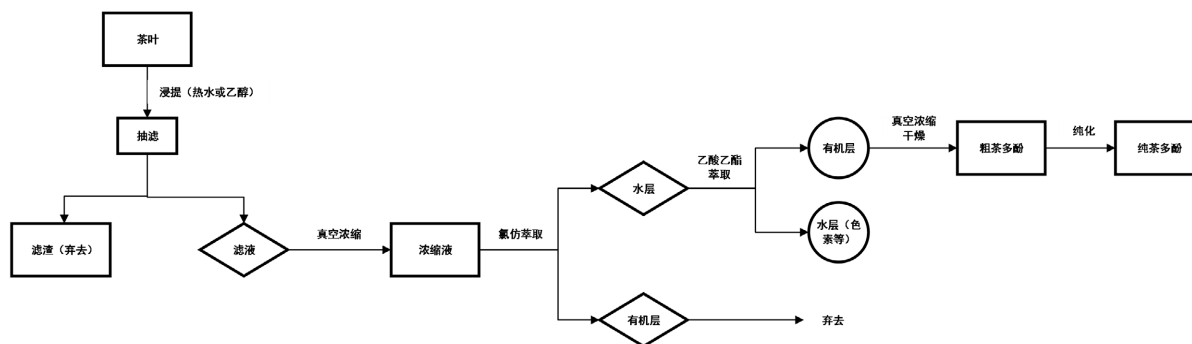 茶叶
浸提（热水或乙醇）
抽滤
滤渣（弃去）
滤液
真空浓缩
浓缩液
氯仿萃取
水层
乙酸乙酯
萃取
有机层
真空浓缩
干燥
粗茶多酚
纯化
纯茶多酚
水层（色
素等）
有机层
弃去